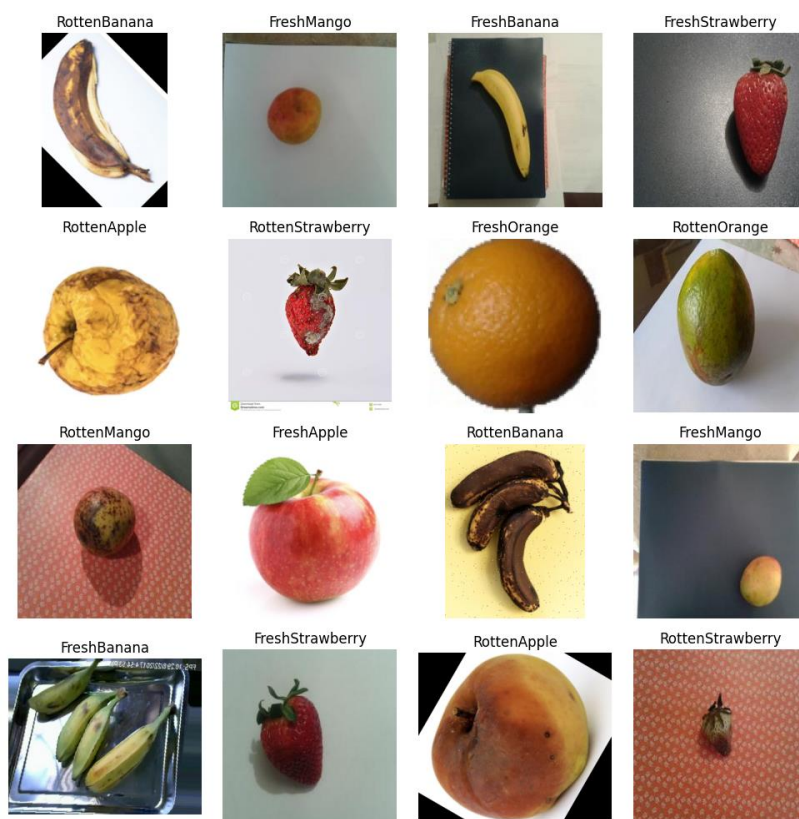 RottenBanana
FreshMango
FreshBanana
FreshStrawberry
RottenApple
RottenStrawberry
FreshOrange
RottenOrange
RottenMango
FreshApple
RottenBanana
FreshMango
FreshBanana
FreshStrawberry
RottenApple
RottenStrawberry